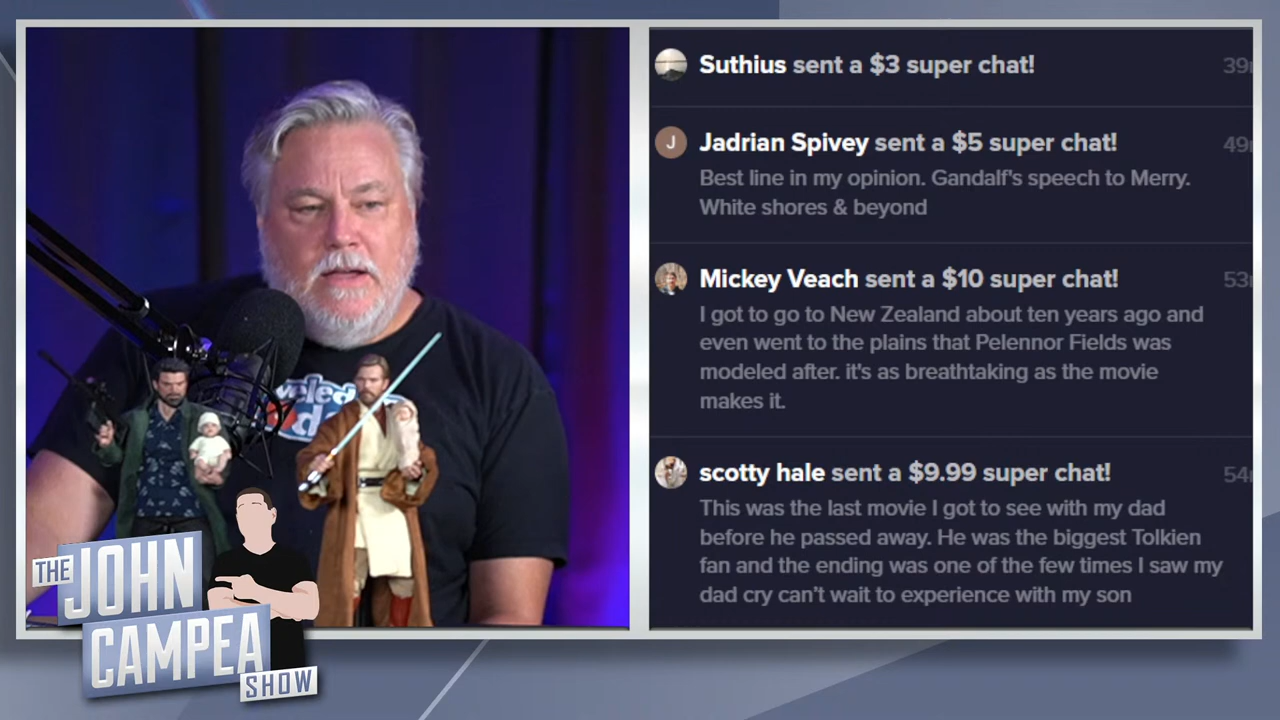 Suthius sent a $3 super chat!
39
Jadrian Spivey sent a $5 super chat!
49
J
Best line in my opinion. Gandalf's speech to Merry.
White shores & beyond
Mickey Veach sent a $10 super chat!
53
I got to go to New Zealand about ten years ago and
even went to the plains that Pelennor Fields was
modeled after. it's as breathtaking as the movie
makes it.
scotty hale sent a $9.99 super chat!
54
This was the last movie I got to see with my dad
before he passed away. He was the biggest Tolkien
fan and the ending was one of the few times I saw my
dad cry can't wait to experience with my son
THE
JOHN
CAMPEA
SHOW